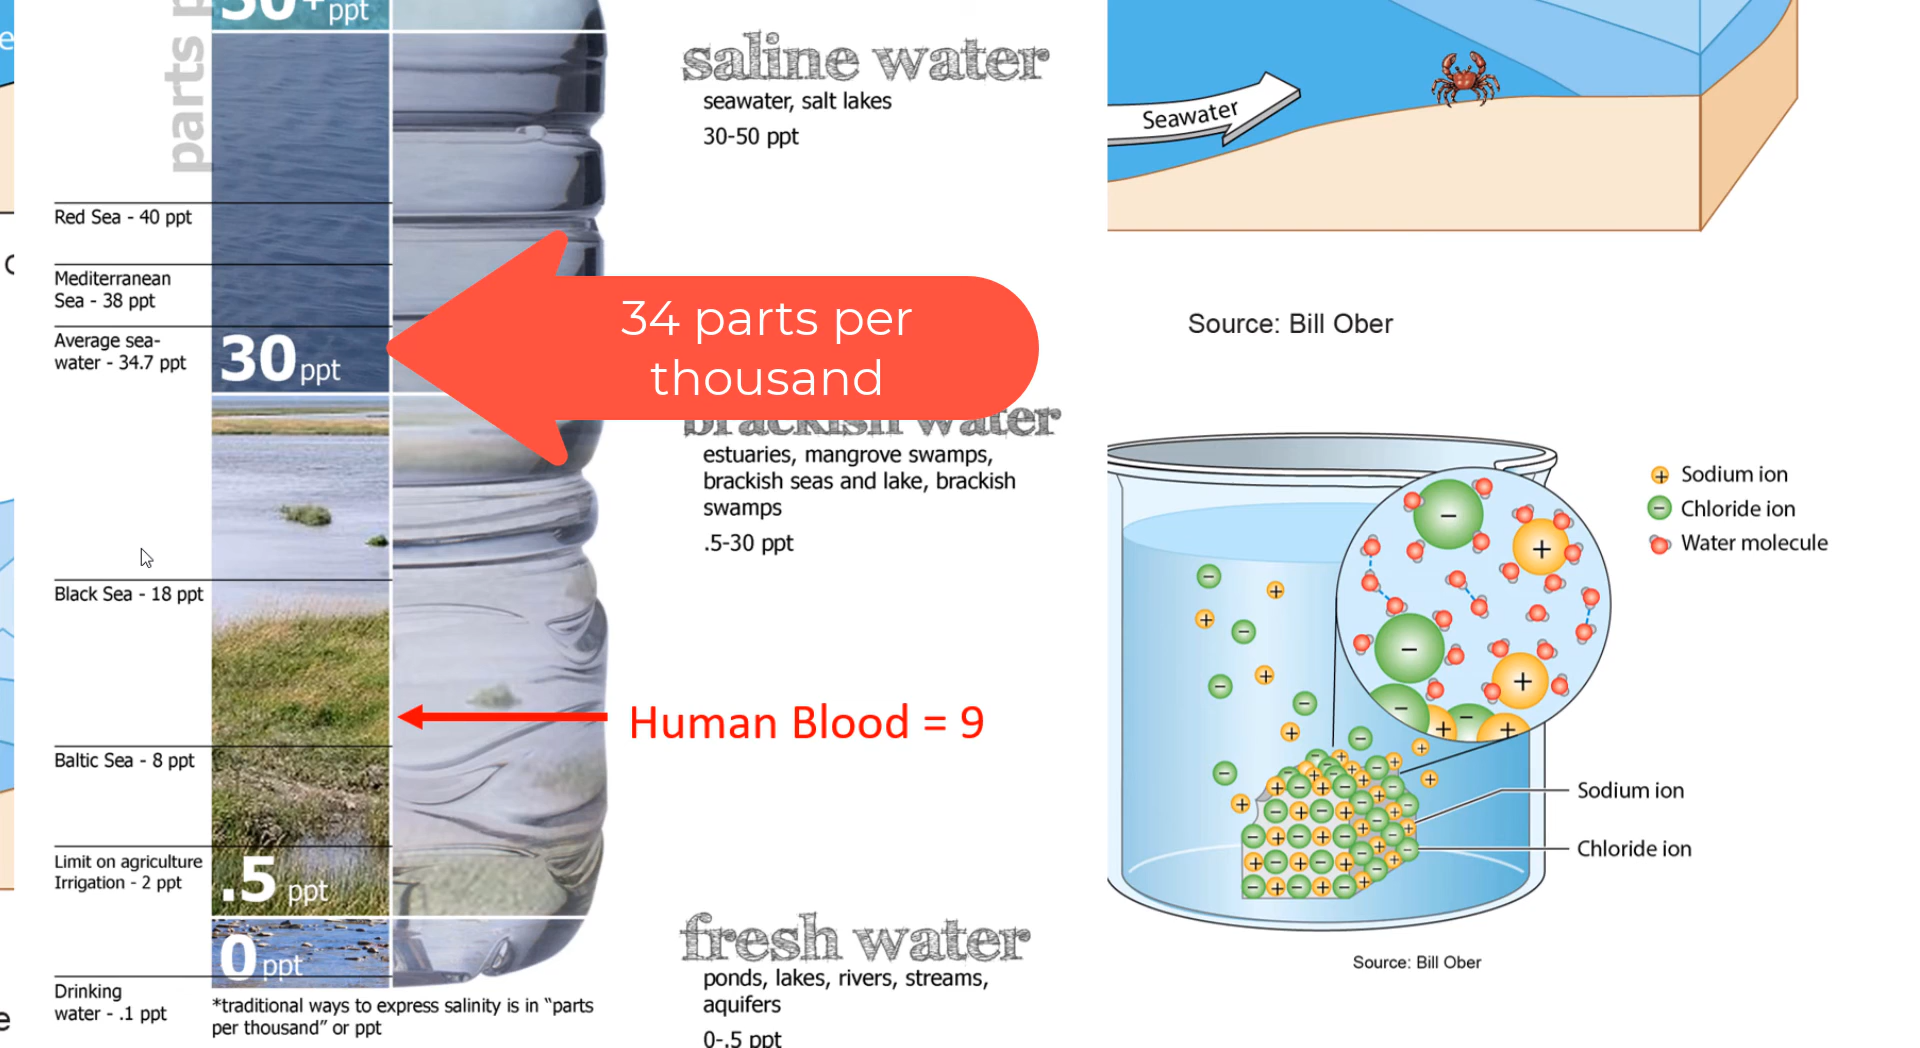 50+ppt
parts p
Red Sea - 40 ppt
Mediterranean
Sea - 38 ppt
Average sea-
water - 34.7 ppt
30 ppt
Black Sea - 18 ppt
Baltic Sea - 8 ppt
Limit on agriculture
Irrigation - 2 ppt
.5 ppt
0 ppt
Drinking
water - .1 ppt
*traditional ways to express salinity is in "parts
per thousand" or ppt
saline water
seawater, salt lakes
30-50 ppt
34 parts per
thousand
brackish water
estuaries, mangrove swamps,
brackish seas and lake, brackish
swamps
.5-30 ppt
Human Blood = 9
fresh water
ponds, lakes, rivers, streams,
aquifers
0-.5 ppt
Seawater
Source: Bill Ober
Sodium ion
Chloride ion
Water molecule
Sodium ion
Chloride ion
Source: Bill Ober